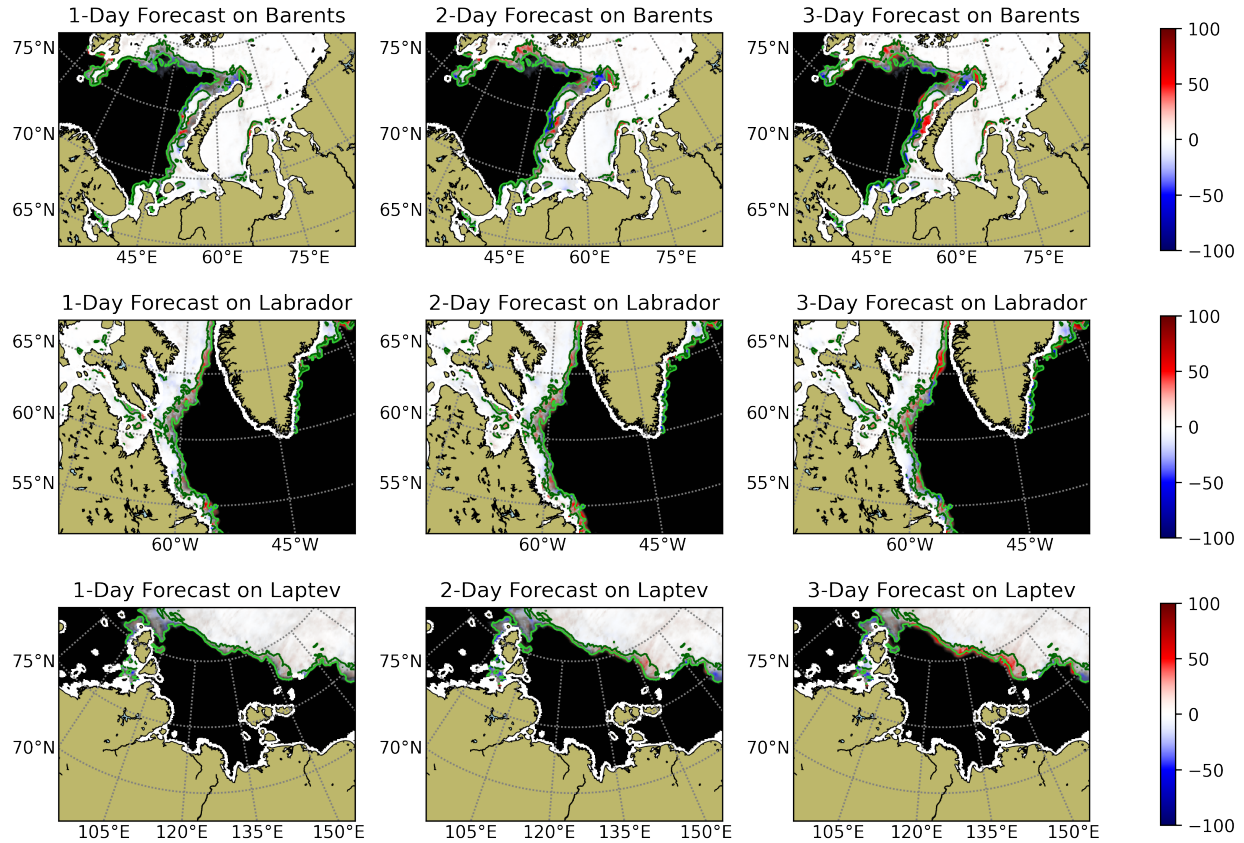 1-Day Forecast on Barents
2-Day Forecast on Barents
3-Day Forecast on Barents
75°N
70°N
65°N
45°E 60°E 75°E
45°E 60°E 75°E
45°E 60°E 75°E
100
50
0
−50
−100
1-Day Forecast on Labrador
2-Day Forecast on Labrador
3-Day Forecast on Labrador
65°N
60°N
55°N
60°W 45°W
60°W 45°W
60°W 45°W
100
50
0
−50
−100
1-Day Forecast on Laptev
2-Day Forecast on Laptev
3-Day Forecast on Laptev
75°N
70°N
105°E 120°E 135°E 150°E
105°E 120°E 135°E 150°E
105°E 120°E 135°E 150°E
100
50
0
−50
−100
75°N
70°N
65°N
75°N
70°N
65°N
65°N
60°N
55°N
65°N
60°N
55°N
75°N
70°N
75°N
70°N